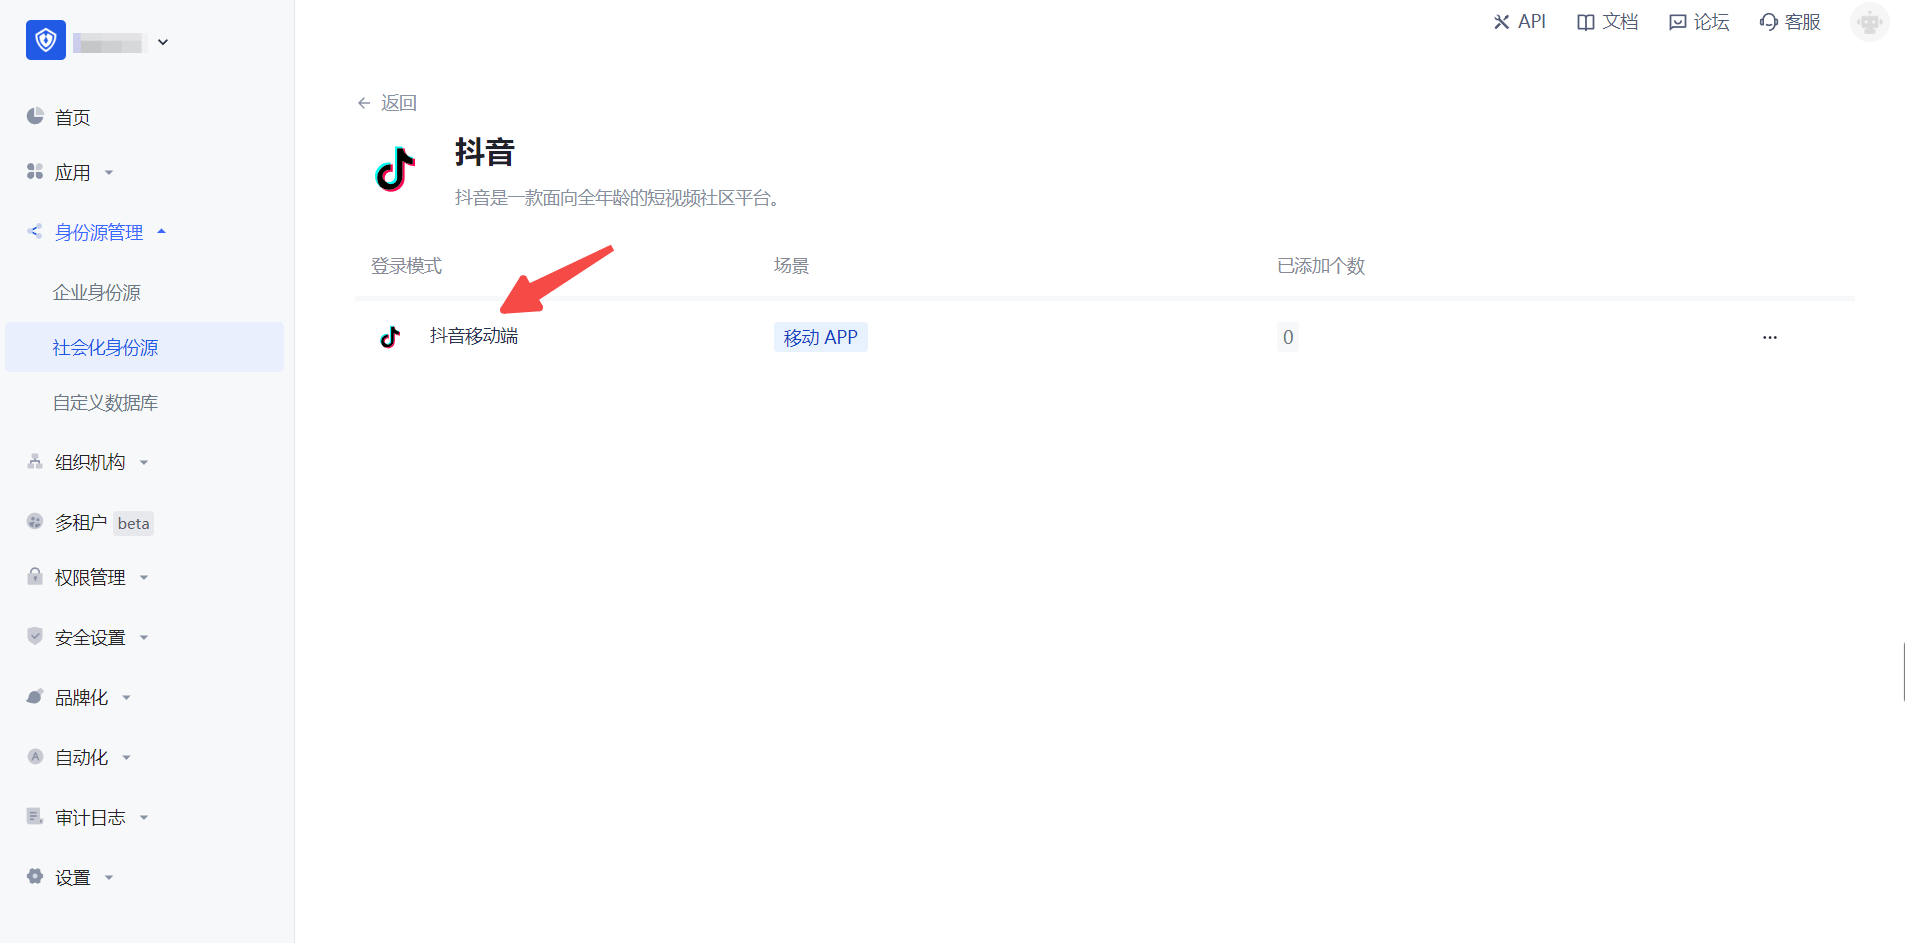 API
文档
论坛
客服
首页
应用
身份源管理
企业身份源
社会化身份源
自定义数据库
组织机构
多租户 beta
权限管理
安全设置
品牌化
自动化
审计日志
设置
返回
抖音
抖音是一款面向全年龄的短视频社区平台。
登录模式 场景 已添加个数
抖音移动端 移动 APP 0 ···